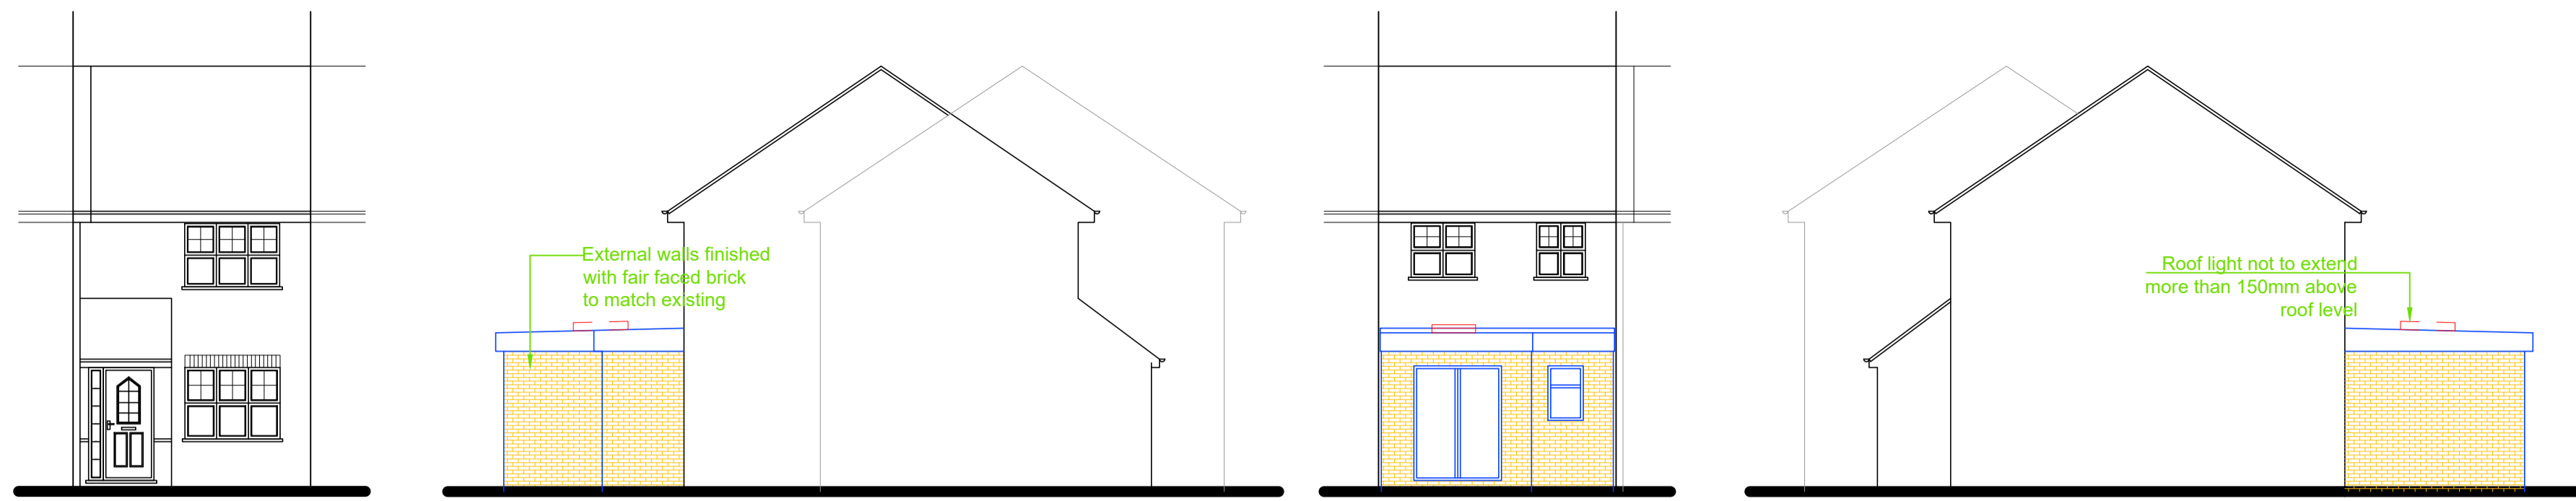 External walls finished
with fair faced brick
to match existing
Roof light not to extend
more than 150mm above
roof level